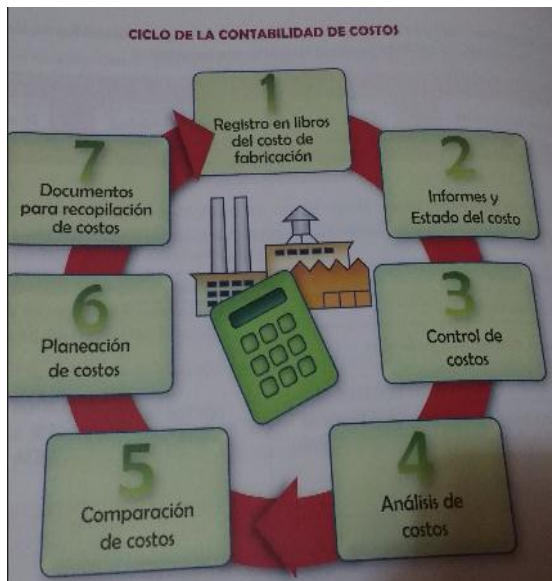 CICLO DE LA CONTABILIDAD DE COSTOS
1
Registro en libros
del costo de
fabricación
2
Informes y
Estado del costo
3
Control de
costos
4
Análisis de
costos
5
Comparación
de costos
6
Planeación
de costos
7
Documentos
para recopilación
de costos